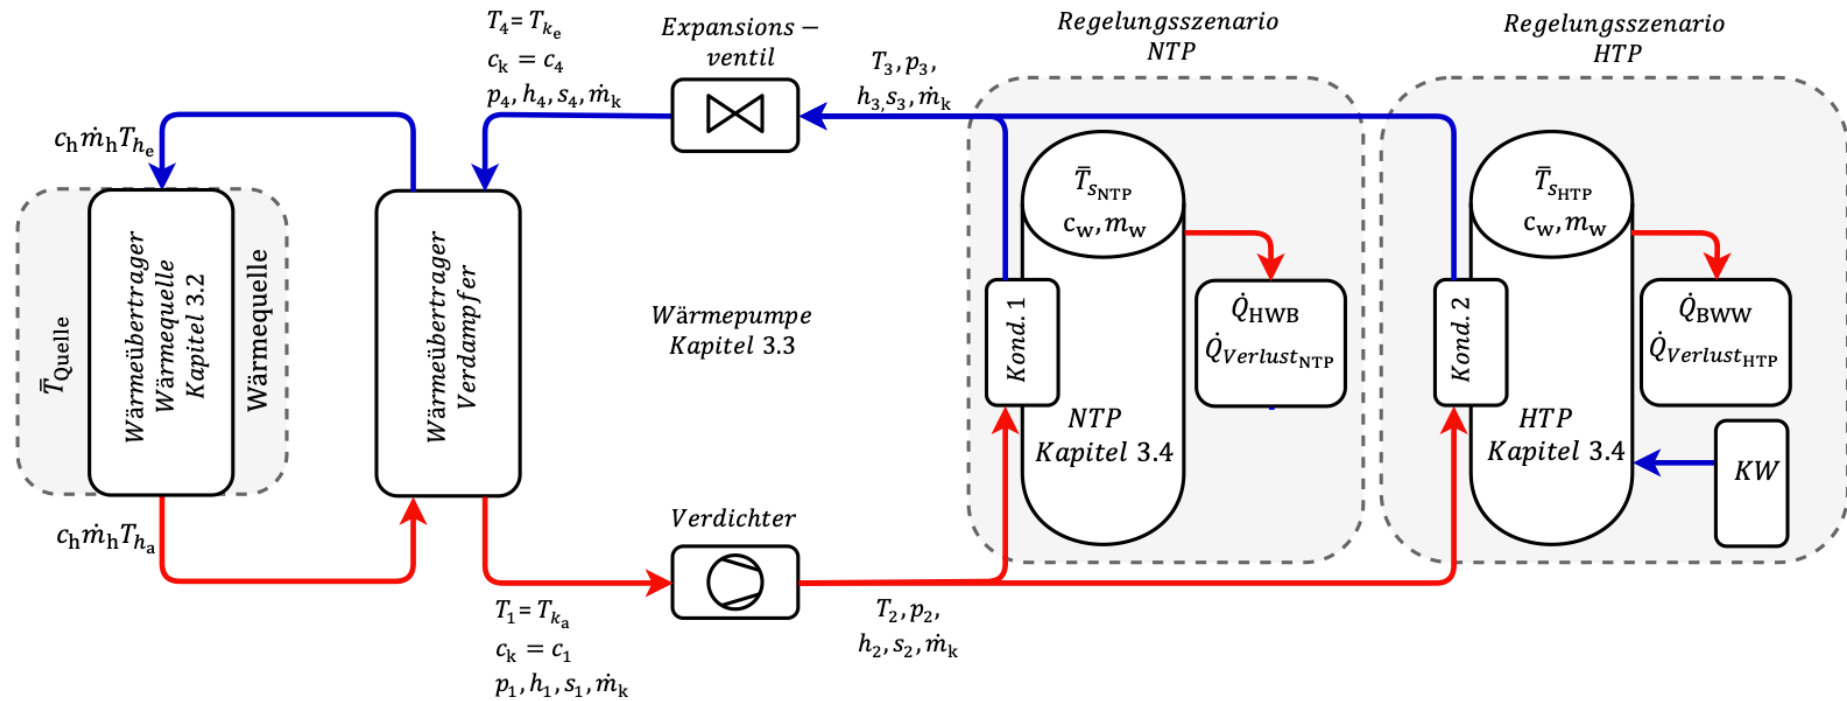 T₄ = T_kₑ
c_k = c₄
p₄, h₄, s₄, ṁ_k
Expansions –
ventil
T₃, p₃,
h₃, s₃, ṁ_k
Regelungsszenario
NTP
Regelungsszenario
HTP
c_h ṁ_h T_hₑ
T̿_Quelle
Wärmeübertrager
Wärmequelle
Kapitel 3.2
Wärmequelle
c_h ṁ_h T_hₐ
Wärmeübertrager
Verdampfer
Wärmepumpe
Kapitel 3.3
Verdichter
T₁ = T_kₐ
c_k = c₁
p₁, h₁, s₁, ṁ_k
T₂, p₂,
h₂, s₂, ṁ_k
T̿_s_NTP
c_w, m_w
Kond. 1
Q̇_HWB
Q̇_Verlust_NTP
NTP
Kapitel 3.4
T̿_s_HTP
c_w, m_w
Kond. 2
Q̇_BWW
Q̇_Verlust_HTP
HTP
Kapitel 3.4
KW